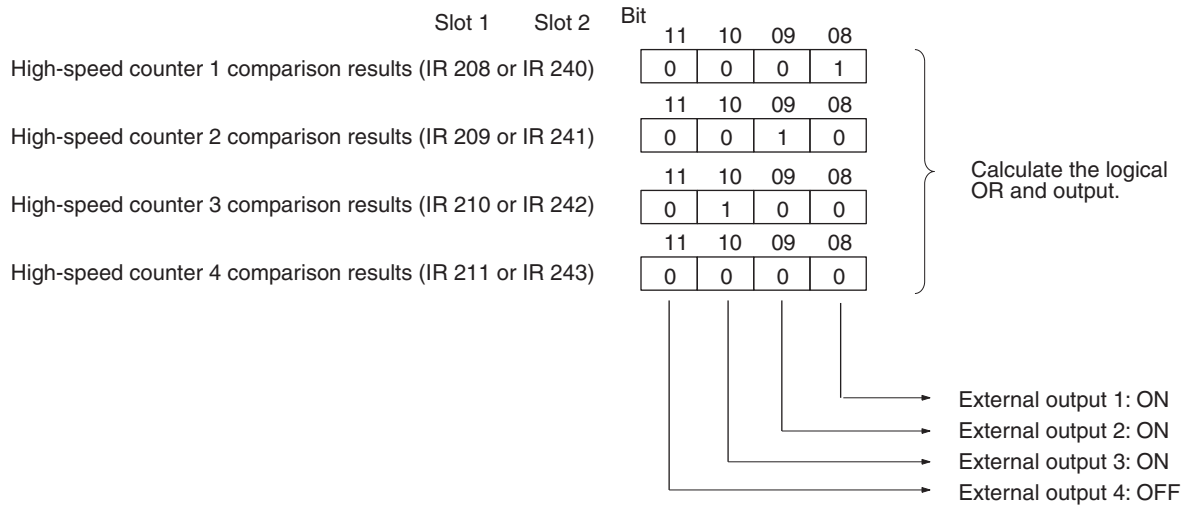 Slot 1 Slot 2 Bit
11 10 09 08
High-speed counter 1 comparison results (IR 208 or IR 240) 0 0 0 1
11 10 09 08
High-speed counter 2 comparison results (IR 209 or IR 241) 0 0 1 0
11 10 09 08
High-speed counter 3 comparison results (IR 210 or IR 242) 0 1 0 0
11 10 09 08
High-speed counter 4 comparison results (IR 211 or IR 243) 0 0 0 0
Calculate the logical
OR and output.
External output 1: ON
External output 2: ON
External output 3: ON
External output 4: OFF